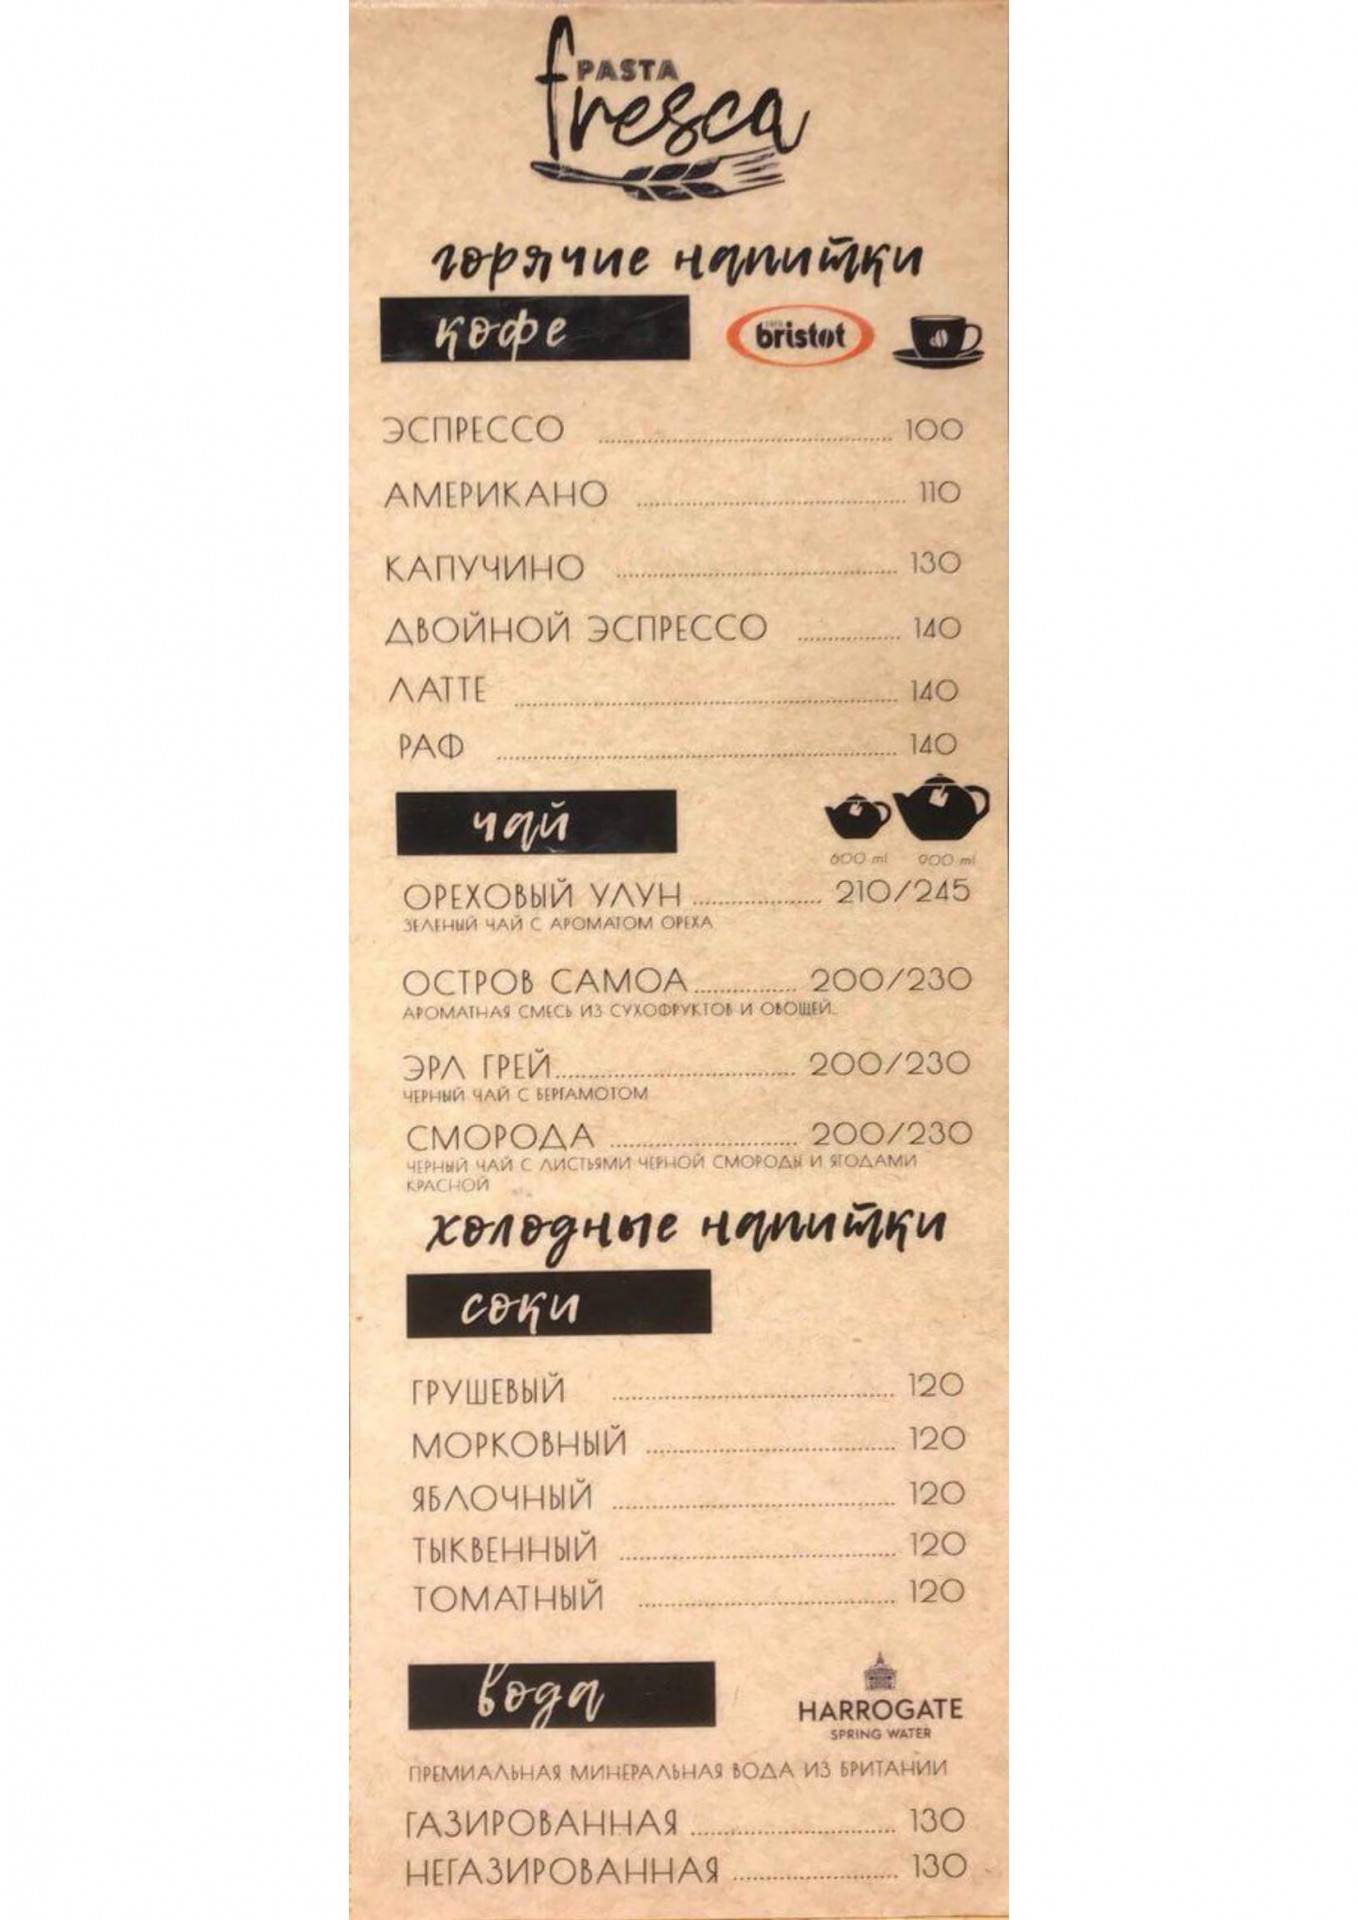 PASTA
fresca
горячие напитки
кофе
caffè
bristot
ЭСПРЕССО 100
АМЕРИКАНО 110
КАПУЧИНО 130
ДВОЙНОЙ ЭСПРЕССО 140
ЛАТТЕ 140
РАФ 140
чай
600 ml 900 ml
ОРЕХОВЫЙ УЛУН 210/245
ЗЕЛЕНЫЙ ЧАЙ С АРОМАТОМ ОРЕХА
ОСТРОВ САМОА 200/230
АРОМАТНАЯ СМЕСЬ ИЗ СУХОФРУКТОВ И ОВОЩЕЙ.
ЭРЛ ГРЕЙ 200/230
ЧЕРНЫЙ ЧАЙ С БЕРГАМОТОМ
СМОРОДА 200/230
ЧЕРНЫЙ ЧАЙ С ЛИСТЬЯМИ ЧЕРНОЙ СМОРОДЫ И ЯГОДАМИ
КРАСНОЙ
холодные напитки
соки
ГРУШЕВЫЙ 120
МОРКОВНЫЙ 120
ЯБЛОЧНЫЙ 120
ТЫКВЕННЫЙ 120
ТОМАТНЫЙ 120
вода
HARROGATE
SPRING WATER
ПРЕМИАЛЬНАЯ МИНЕРАЛЬНАЯ ВОДА ИЗ БРИТАНИИ
ГАЗИРОВАННАЯ 130
НЕГАЗИРОВАННАЯ 130